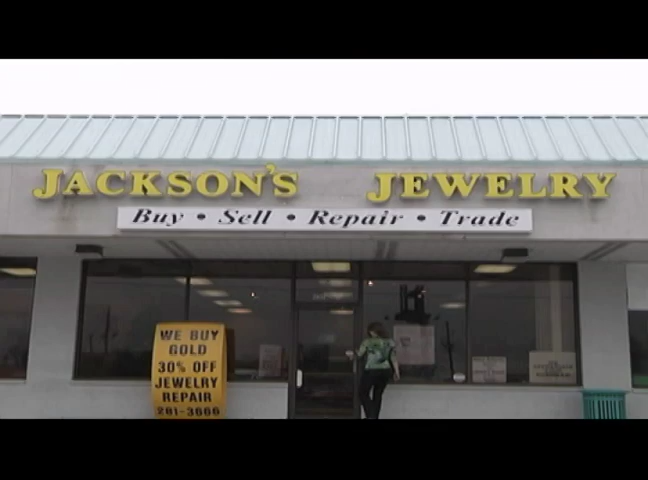 JACKSON'S JEWELRY
Buy • Sell • Repair • Trade
WE BUY
GOLD
30% OFF
JEWELRY
REPAIR
281-3666